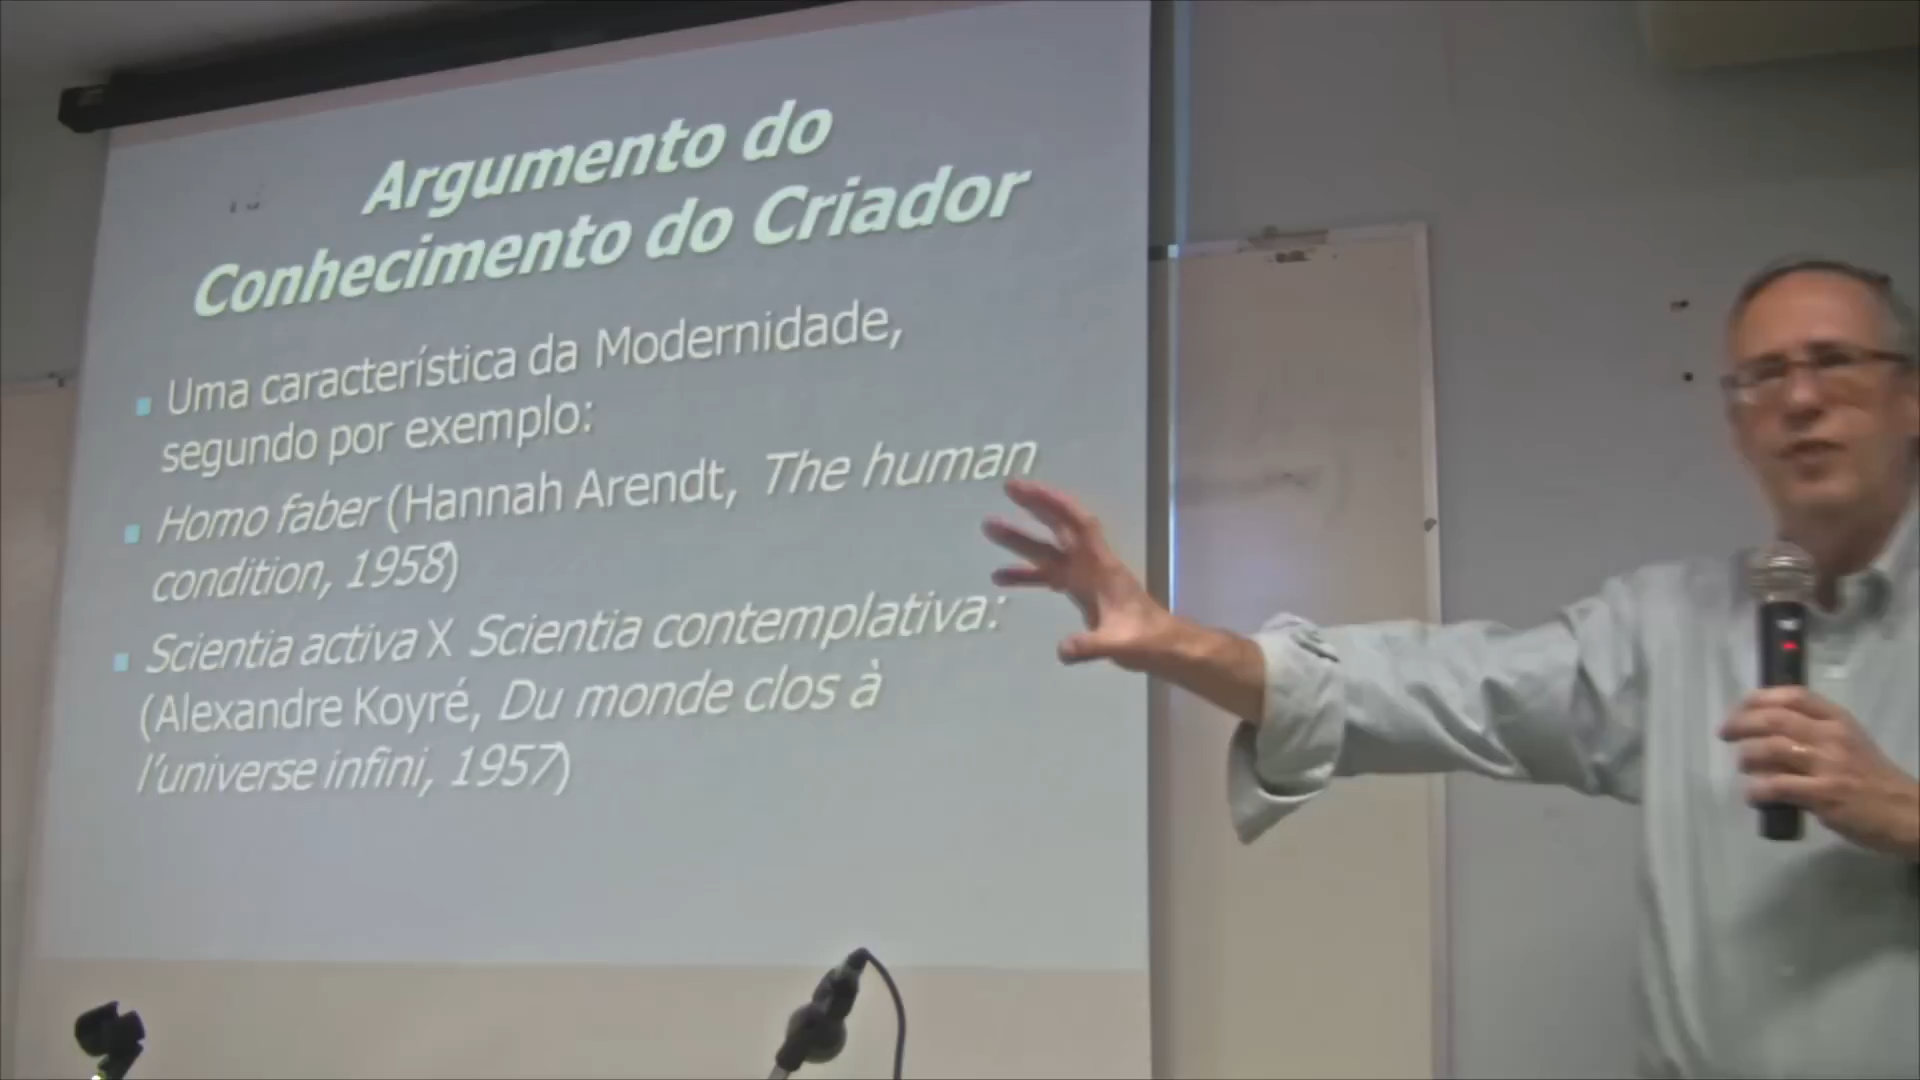 Argumento do
Conhecimento do Criador
Uma característica da Modernidade,
segundo por exemplo:
Homo faber (Hannah Arendt, The human
condition, 1958)
Scientia activa X Scientia contemplativa:
(Alexandre Koyré, Du monde clos à
l'universe infini, 1957)